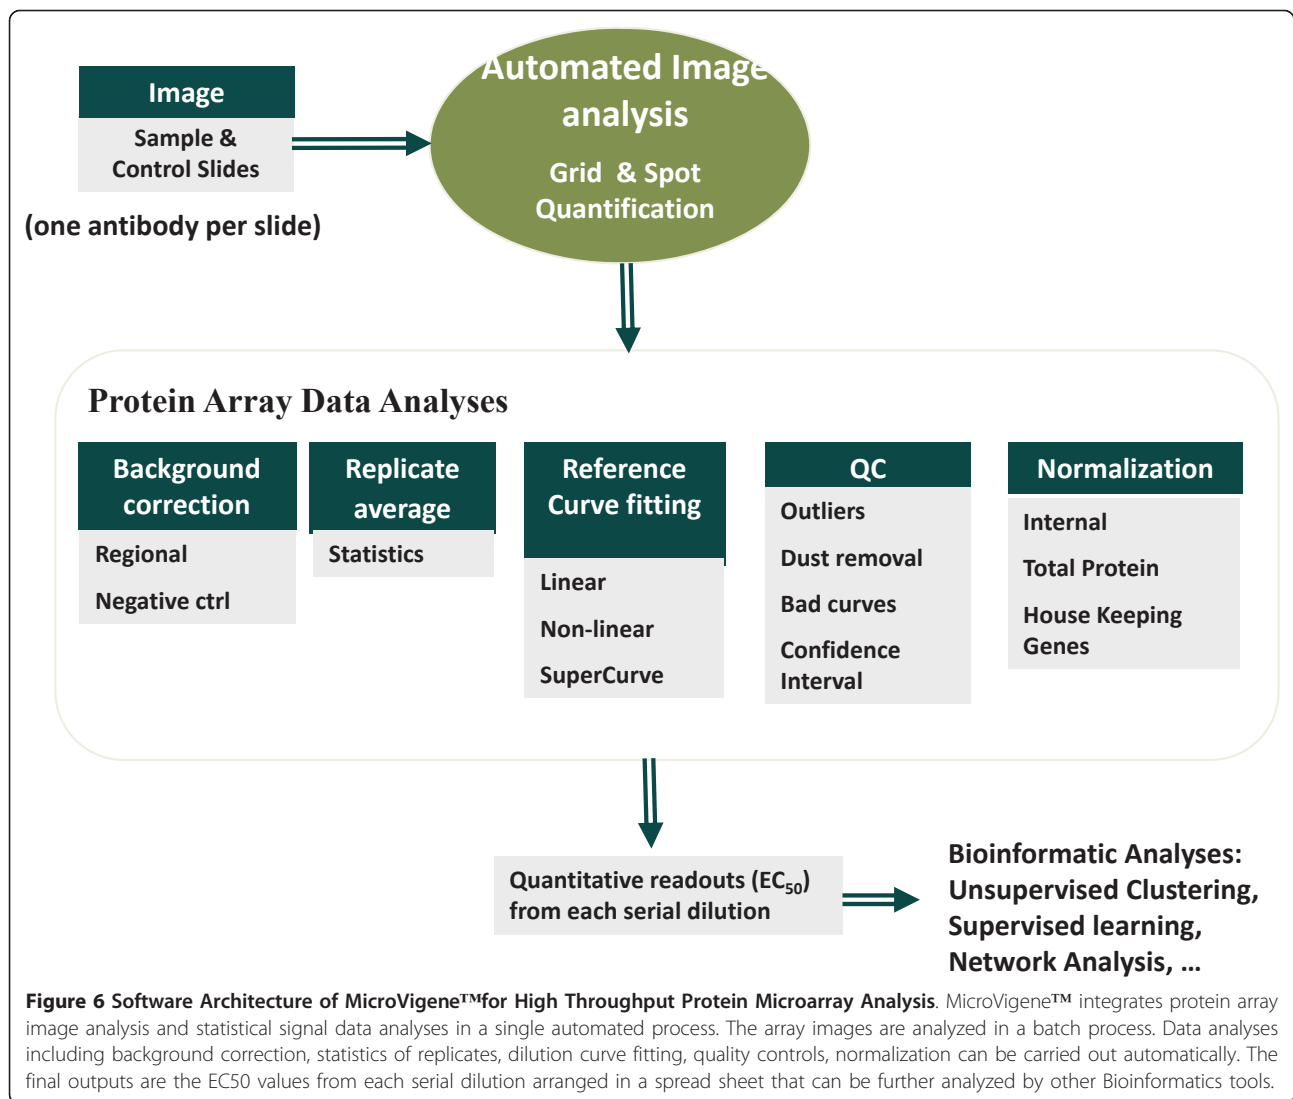 Image
Sample &
Control Slides
(one antibody per slide)
Automated Image
analysis
Grid & Spot
Quantification
Protein Array Data Analyses
Background
correction
Regional
Negative ctrl
Replicate
average
Statistics
Reference
Curve fitting
Linear
Non-linear
SuperCurve
QC
Outliers
Dust removal
Bad curves
Confidence
Interval
Normalization
Internal
Total Protein
House Keeping
Genes
Quantitative readouts (EC₅₀)
from each serial dilution
Bioinformatic Analyses:
Unsupervised Clustering,
Supervised learning,
Network Analysis, ...
Figure 6 Software Architecture of MicroVigene™for High Throughput Protein Microarray Analysis. MicroVigene™ integrates protein array
image analysis and statistical signal data analyses in a single automated process. The array images are analyzed in a batch process. Data analyses
including background correction, statistics of replicates, dilution curve fitting, quality controls, normalization can be carried out automatically. The
final outputs are the EC50 values from each serial dilution arranged in a spread sheet that can be further analyzed by other Bioinformatics tools.